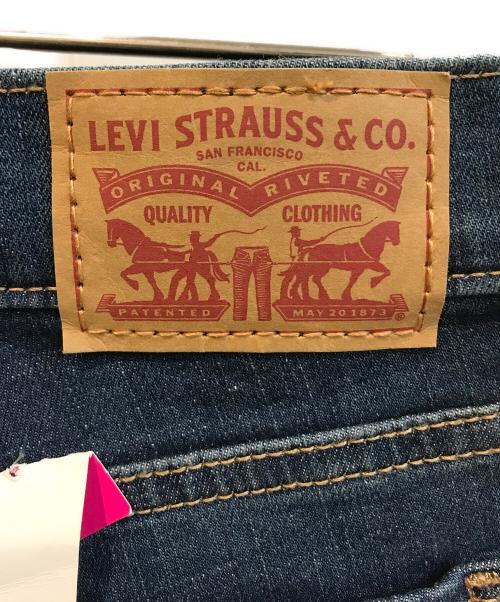 LEVI STRAUSS & CO.
SAN FRANCISCO
CAL.
ORIGINAL RIVETED
QUALITY CLOTHING
PATENTED MAY 20 1873 ®